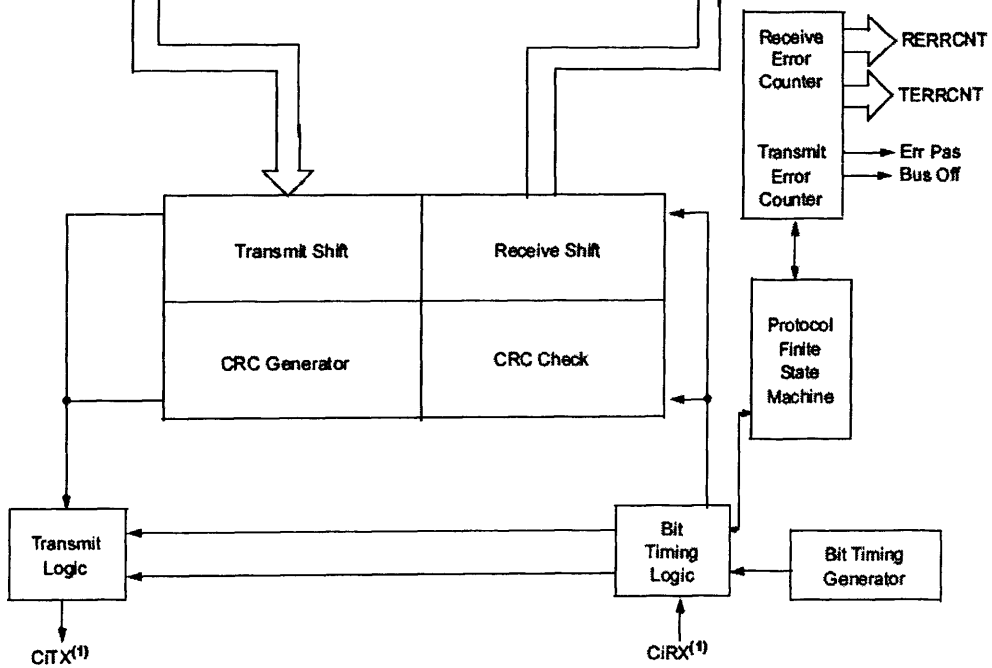 Receive
Error
Counter
RERRCNT
TERRCNT
Transmit
Error
Counter
Err Pas
Bus Off
Transmit Shift
Receive Shift
CRC Generator
CRC Check
Protocol
Finite
State
Machine
Transmit
Logic
Bit
Timing
Logic
Bit Timing
Generator
CiTX(1)
CiRX(1)